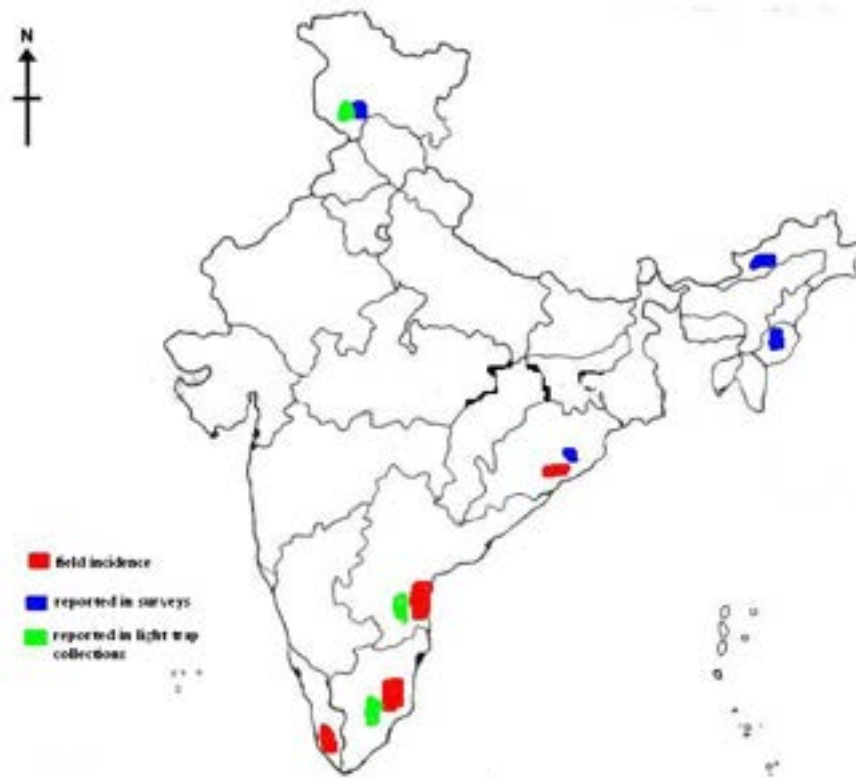 N
field incidence
reported in surveys
reported in light trap
collections